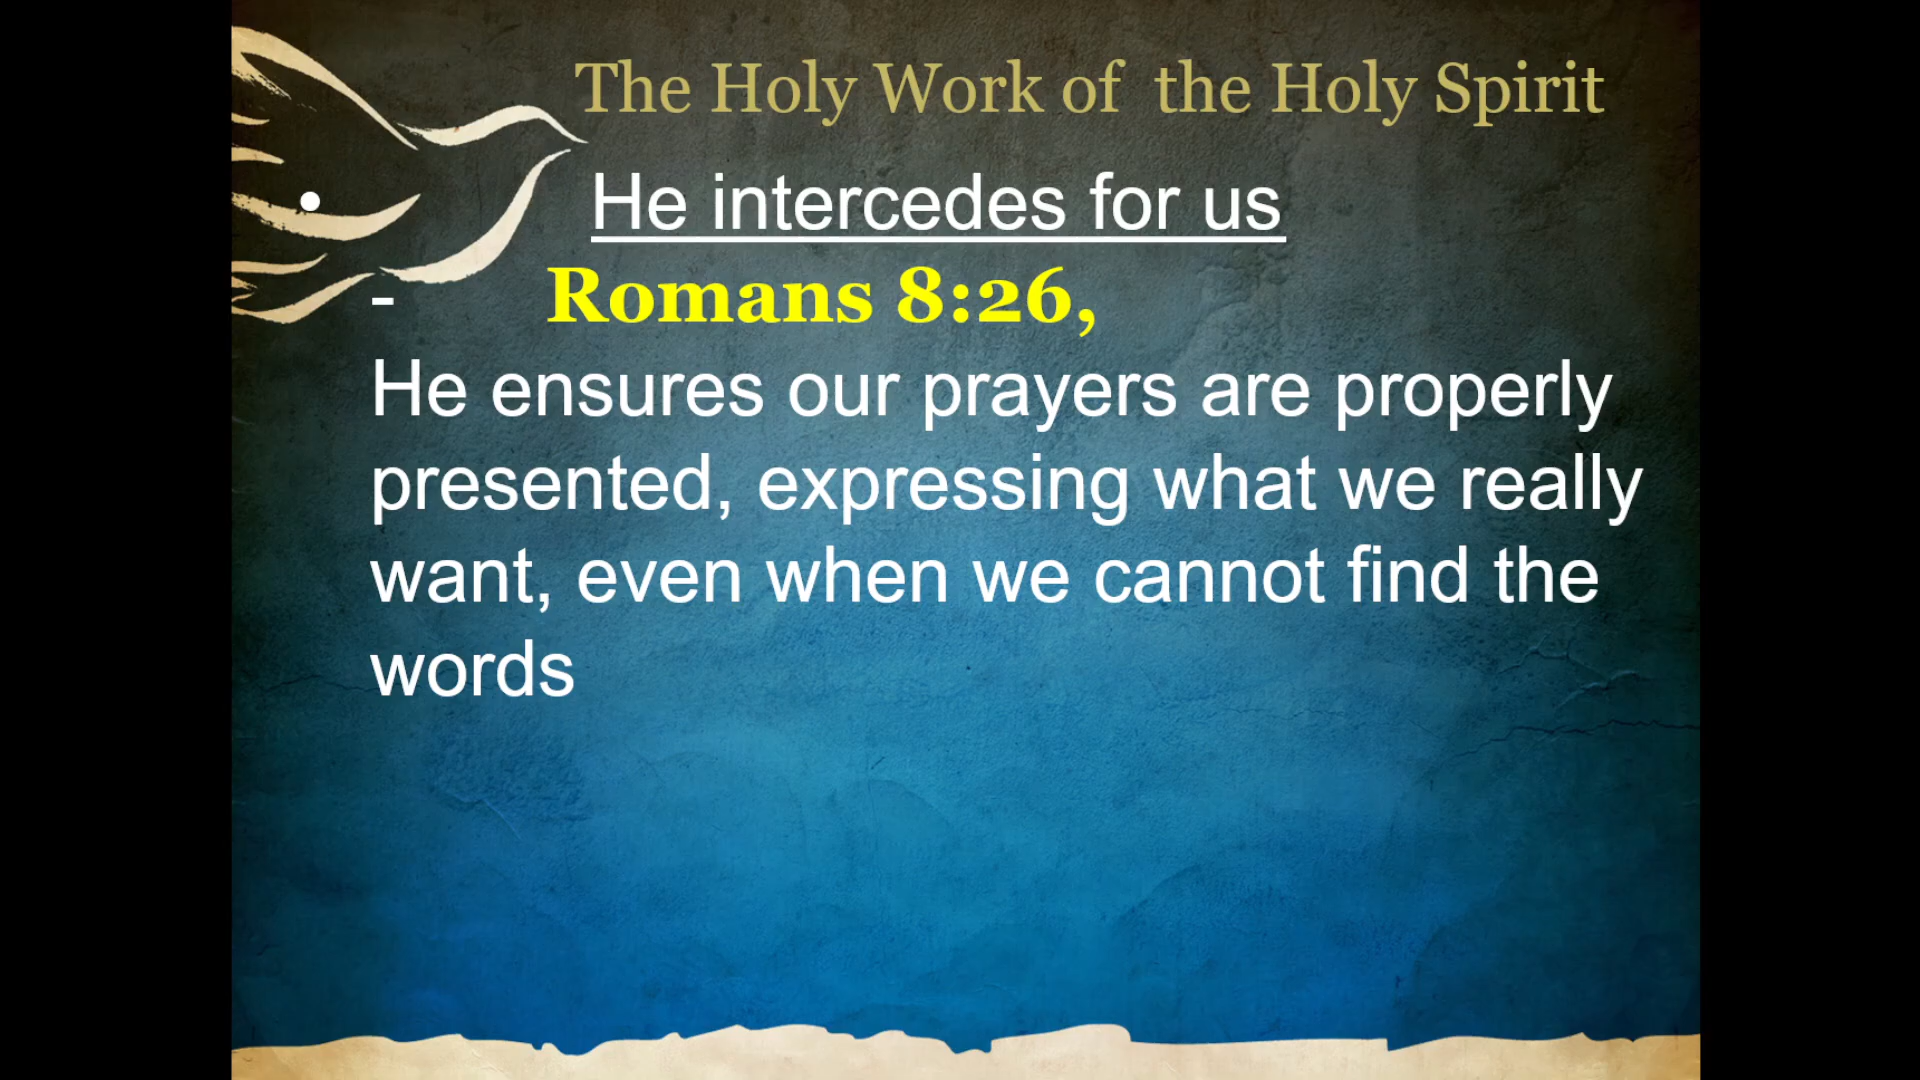 The Holy Work of the Holy Spirit
• He intercedes for us
- Romans 8:26,
He ensures our prayers are properly
presented, expressing what we really
want, even when we cannot find the
words